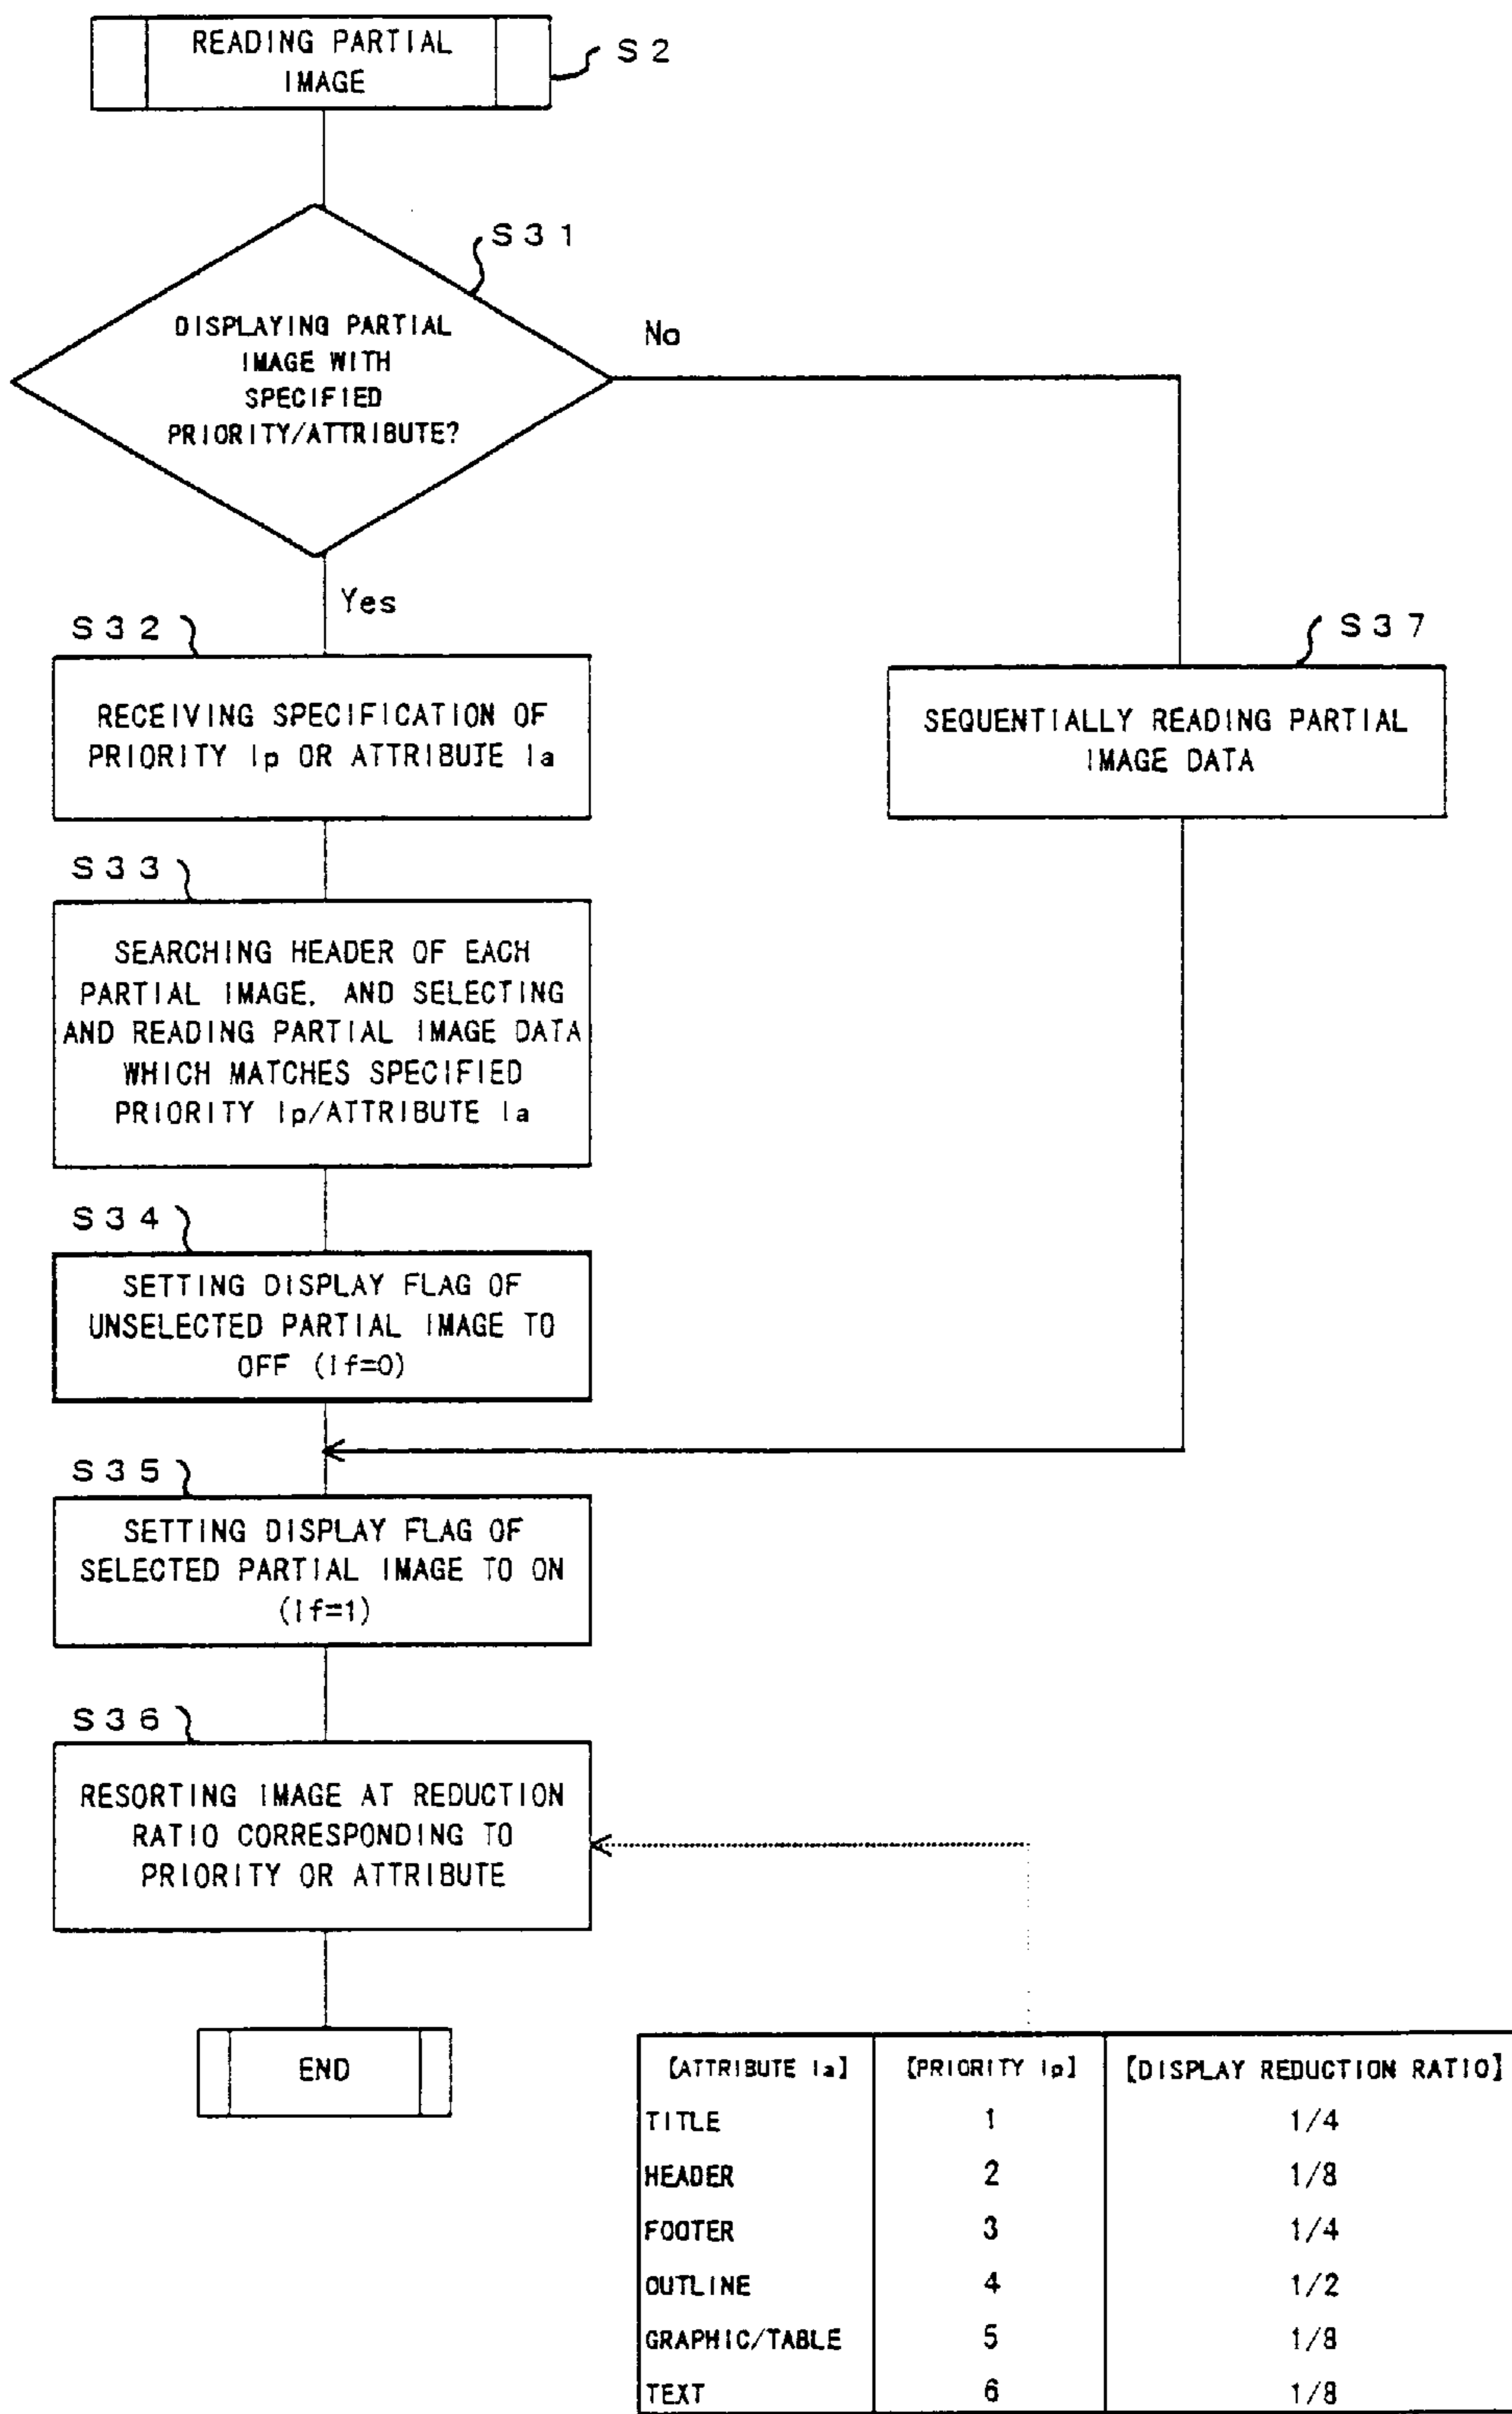 READING PARTIAL
IMAGE
S2
S31
DISPLAYING PARTIAL
IMAGE WITH
SPECIFIED
PRIORITY/ATTRIBUTE?
No
Yes
S32
RECEIVING SPECIFICATION OF
PRIORITY Ip OR ATTRIBUTE Ia
S37
SEQUENTIALLY READING PARTIAL
IMAGE DATA
S33
SEARCHING HEADER OF EACH
PARTIAL IMAGE, AND SELECTING
AND READING PARTIAL IMAGE DATA
WHICH MATCHES SPECIFIED
PRIORITY Ip/ATTRIBUTE Ia
S34
SETTING DISPLAY FLAG OF
UNSELECTED PARTIAL IMAGE TO
OFF (If=0)
S35
SETTING DISPLAY FLAG OF
SELECTED PARTIAL IMAGE TO ON
(If=1)
S36
RESORTING IMAGE AT REDUCTION
RATIO CORRESPONDING TO
PRIORITY OR ATTRIBUTE
END
[ATTRIBUTE Ia] [PRIORITY Ip] [DISPLAY REDUCTION RATIO]
TITLE 1 1/4
HEADER 2 1/8
FOOTER 3 1/4
OUTLINE 4 1/2
GRAPHIC/TABLE 5 1/8
TEXT 6 1/8